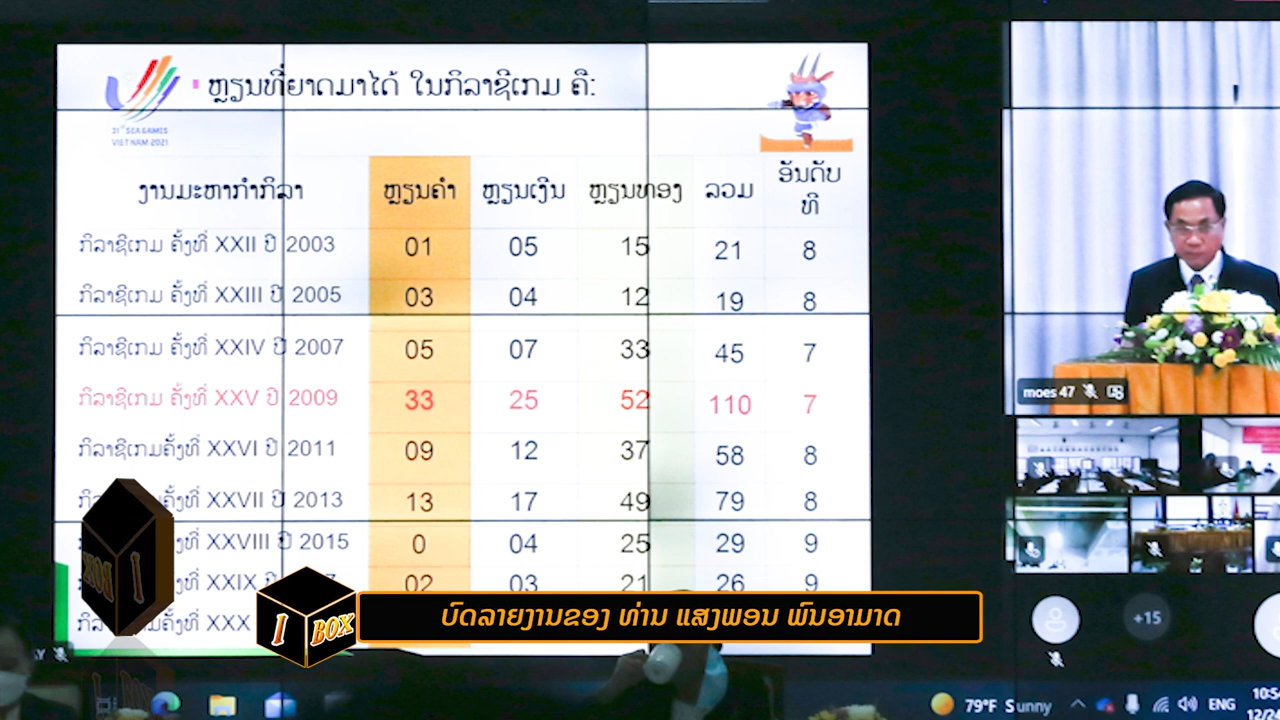 ຫຼຽນທີ່ຍາດມາໄດ້ ໃນກິລາຊີເກມ ຄື:
31ST SEA GAMES
VIETNAM 2021
ງານມະຫາກຳກິລາ ຫຼຽນຄຳ ຫຼຽນເງິນ ຫຼຽນທອງ ລວມ ອັນດັບ
ທີ
ກິລາຊີເກມ ຄັ້ງທີ່ XXII ປີ 2003 01 05 15 21 8
ກິລາຊີເກມ ຄັ້ງທີ່ XXIII ປີ 2005 03 04 12 19 8
ກິລາຊີເກມ ຄັ້ງທີ່ XXIV ປີ 2007 05 07 33 45 7
ກິລາຊີເກມ ຄັ້ງທີ່ XXV ປີ 2009 33 25 52 110 7
ກິລາຊີເກມຄັ້ງທີ່ XXVI ປີ 2011 09 12 37 58 8
XXVII ປີ 2013 13 17 49 79 8
XXVIII ປີ 2015 0 04 25 29 9
XXIX ປີ 02 03 21 26 9
XXX
I BOX
I BOX
ບົດລາຍງານຂອງ ທ່ານ ແສງພອນ ພົນອາມາດ
moes 47
+15
79°F Sunny
ENG
10:54